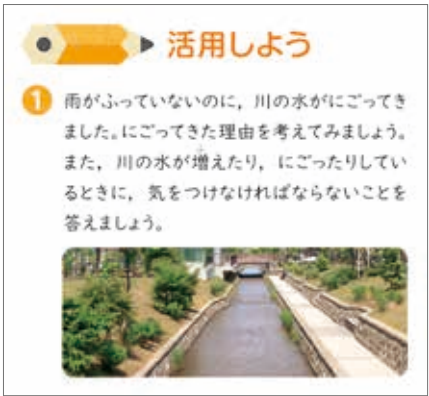 活用しよう
1 雨がふっていないのに，川の水がにごってき
ました。にごってきた理由を考えてみましょう。
また，川の水が増えたり，にごったりしてい
るときに，気をつけなければならないことを
答えましょう。